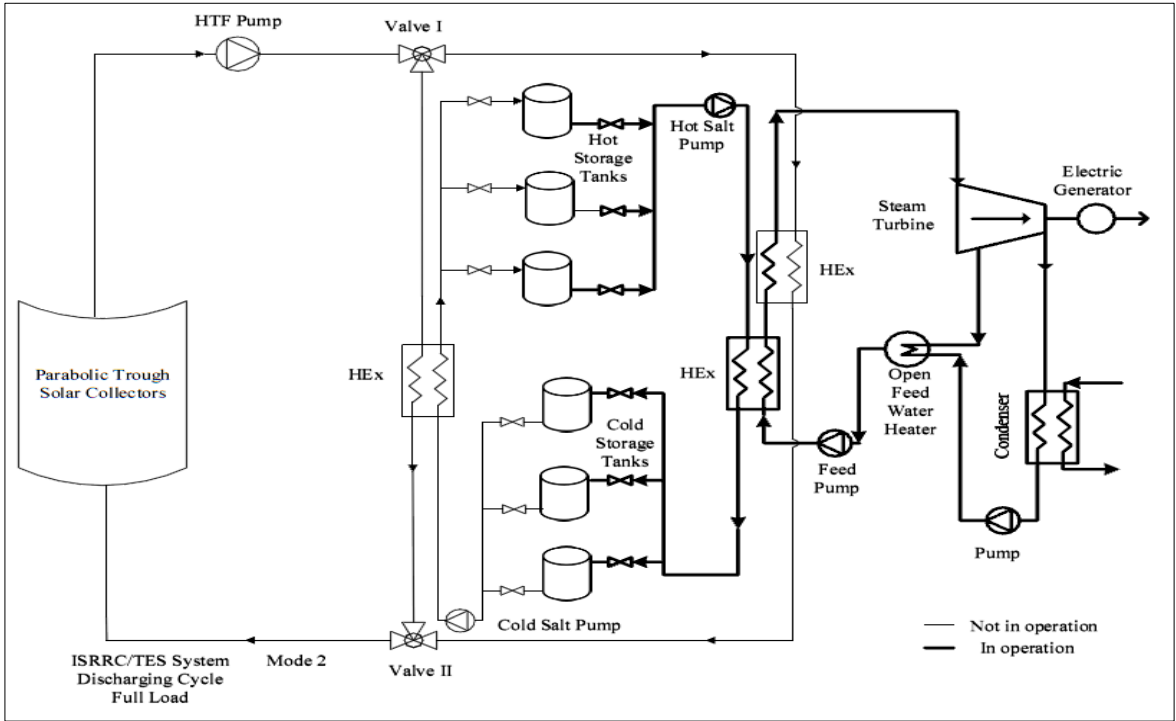 HTF Pump
Valve I
Hot
Storage
Tanks
Hot Salt
Pump
Electric
Generator
Steam
Turbine
HEx
Parabolic Trough
Solar Collectors
HEx
HEx
Open
Feed
Water
Heater
Cold
Storage
Tanks
Condenser
Feed
Pump
Pump
Cold Salt Pump
Not in operation
In operation
ISRRC/TES System
Discharging Cycle
Full Load
Mode 2
Valve II